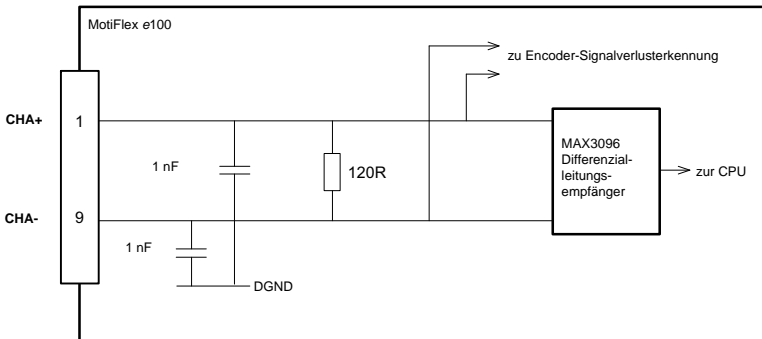 MotiFlex e100
zu Encoder-Signalverlusterkennung
CHA+
1
MAX3096
Differenzial-
leitungs-
empfänger
1 nF
120R
zur CPU
CHA-
9
1 nF
DGND